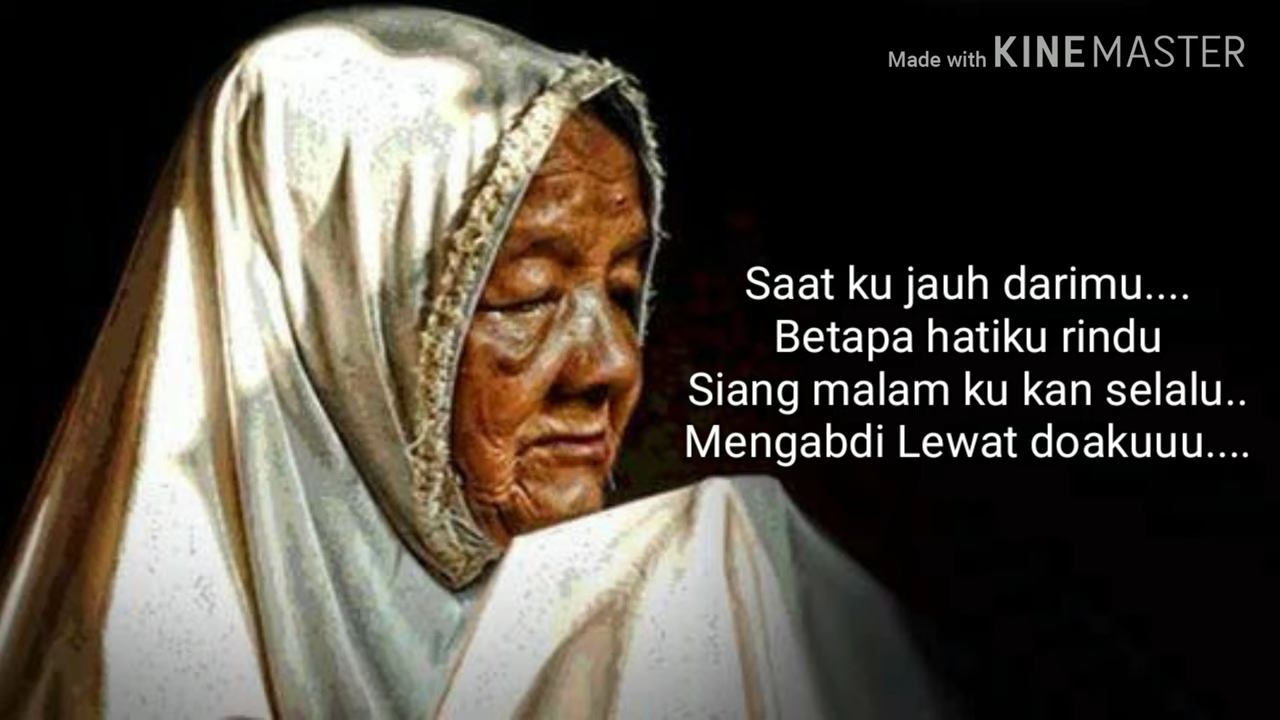 Made with KINEMASTER
Saat ku jauh darimu....
Betapa hatiku rindu
Siang malam ku kan selalu..
Mengabdi Lewat doakuuu....